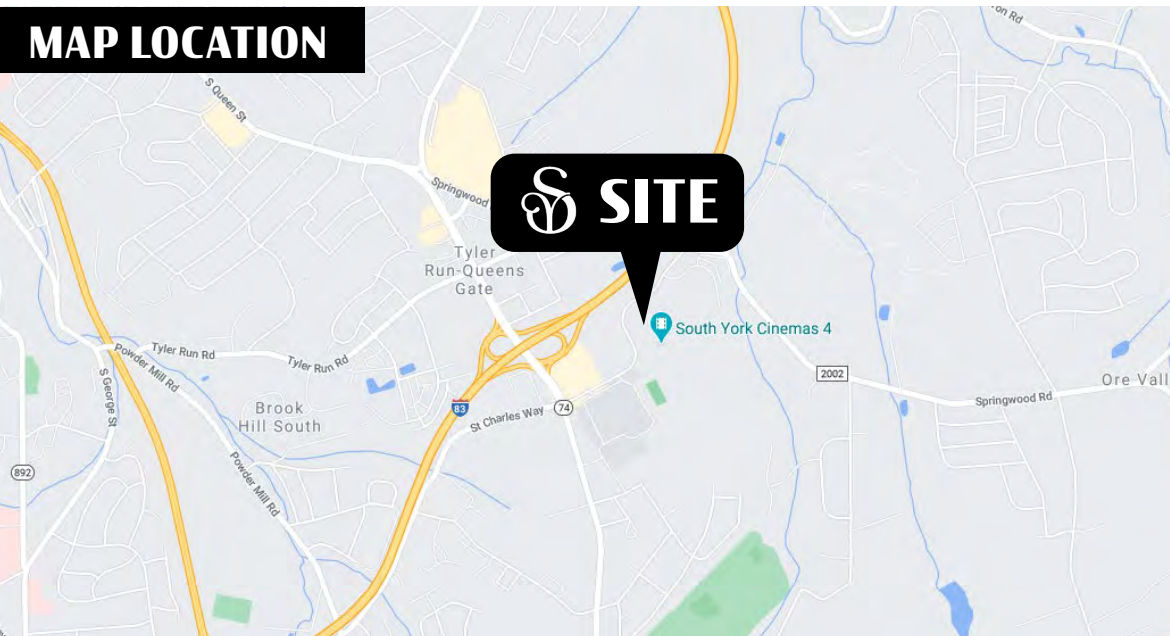 MAP LOCATION
on Rd
S Queen St
Springwood
SITE
Tyler
Run-Queens
Gate
South York Cinemas 4
Tyler Run Rd
Tyler Run Rd
Powder Mill Rd
S George St
2002
Ore Vall
Springwood Rd
83
74
St Charles Way
Brook
Hill South
Powder Mill Rd
892